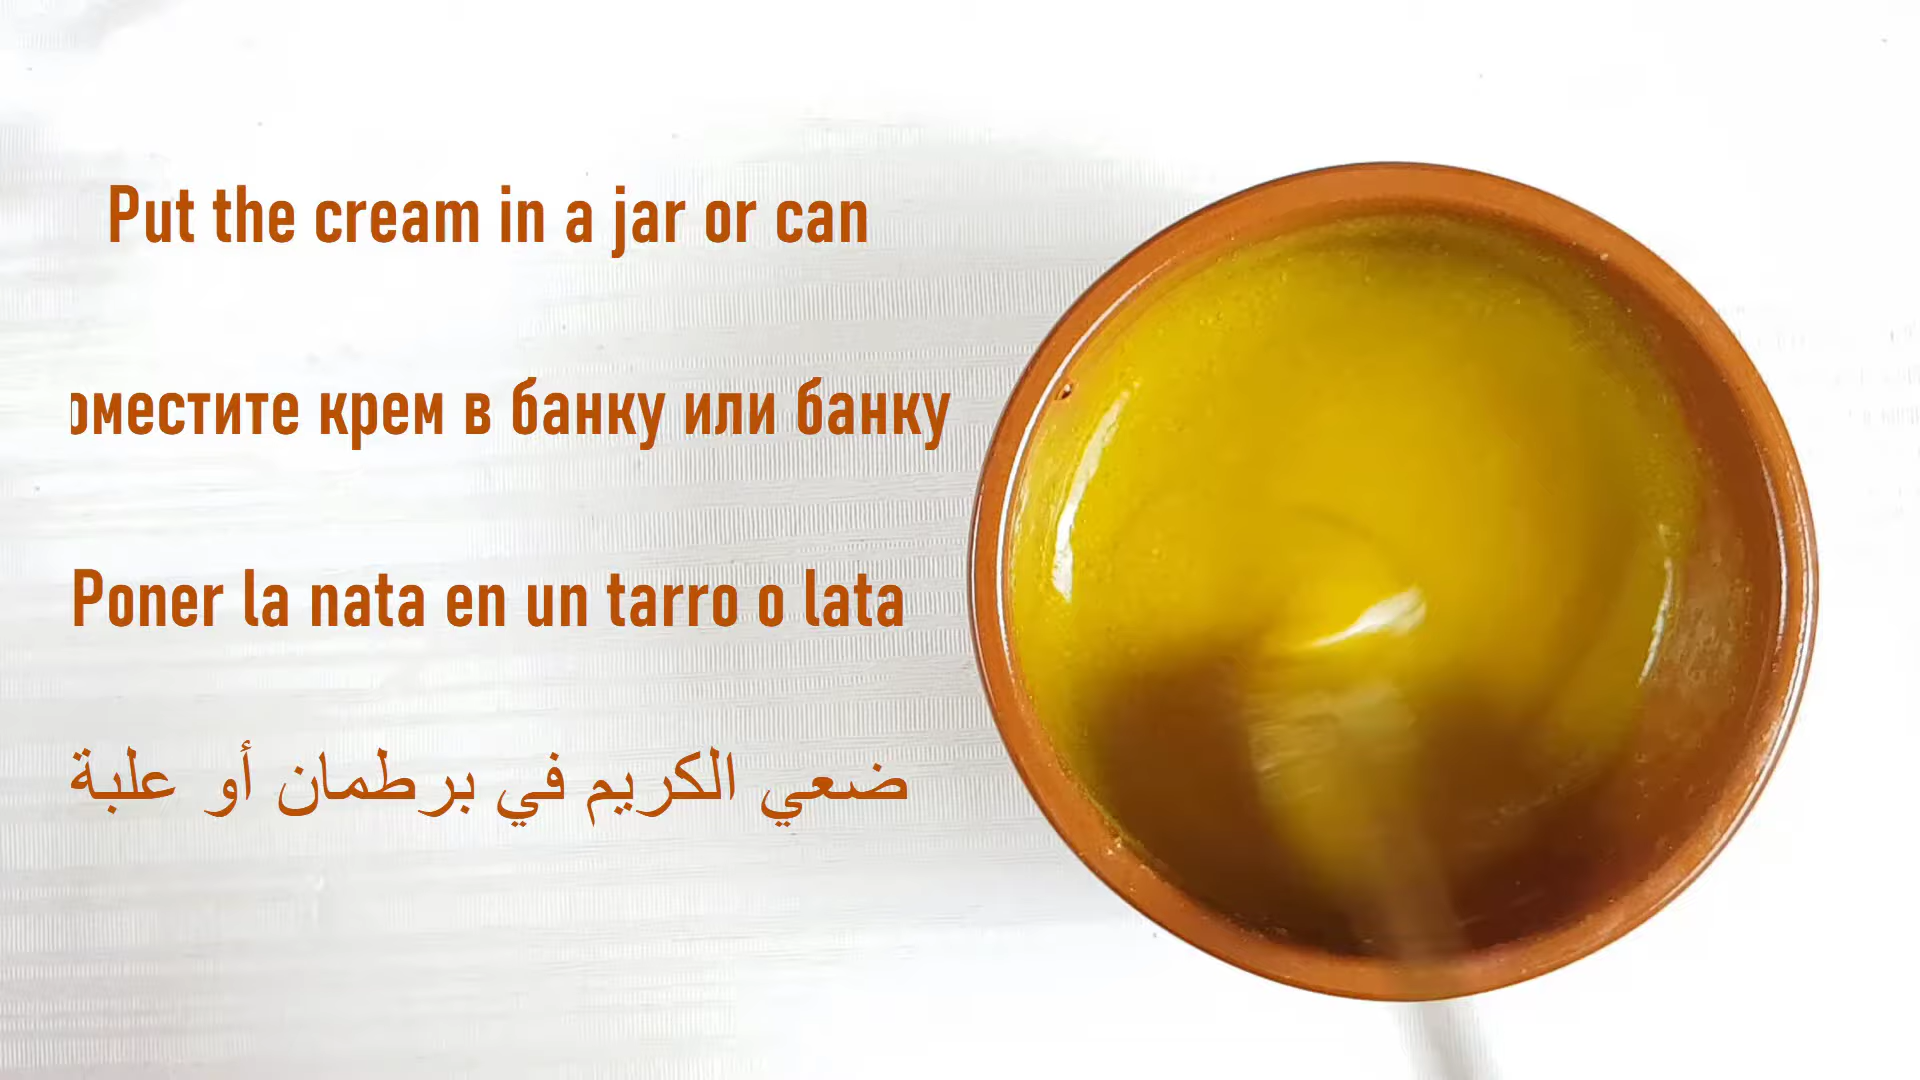 Put the cream in a jar or can
оместите крем в банку или банку
Poner la nata en un tarro o lata
ضعي الكريم في برطمان أو علبة